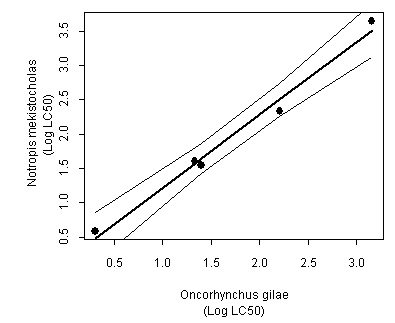 Notropis mekistocholas
(Log LC50)
3.5
3.0
2.5
2.0
1.5
1.0
0.5
0.5 1.0 1.5 2.0 2.5 3.0
Oncorhynchus gilae
(Log LC50)